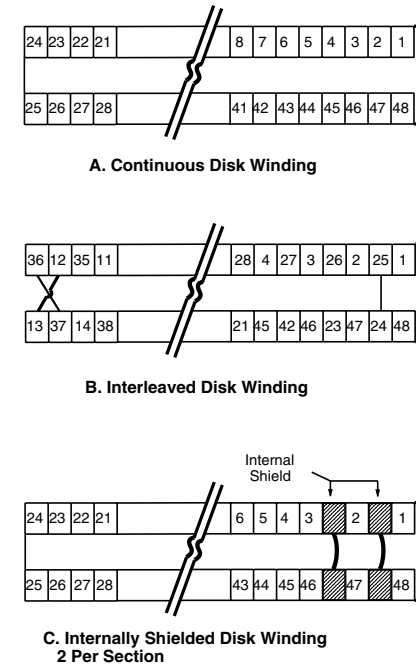 24 23 22 21 8 7 6 5 4 3 2 1
25 26 27 28 41 42 43 44 45 46 47 48
A. Continuous Disk Winding
36 12 35 11 28 4 27 3 26 2 25 1
13 37 14 38 21 45 42 46 23 47 24 48
B. Interleaved Disk Winding
Internal
Shield
24 23 22 21 6 5 4 3 2 1
25 26 27 28 43 44 45 46 47 48
C. Internally Shielded Disk Winding
2 Per Section